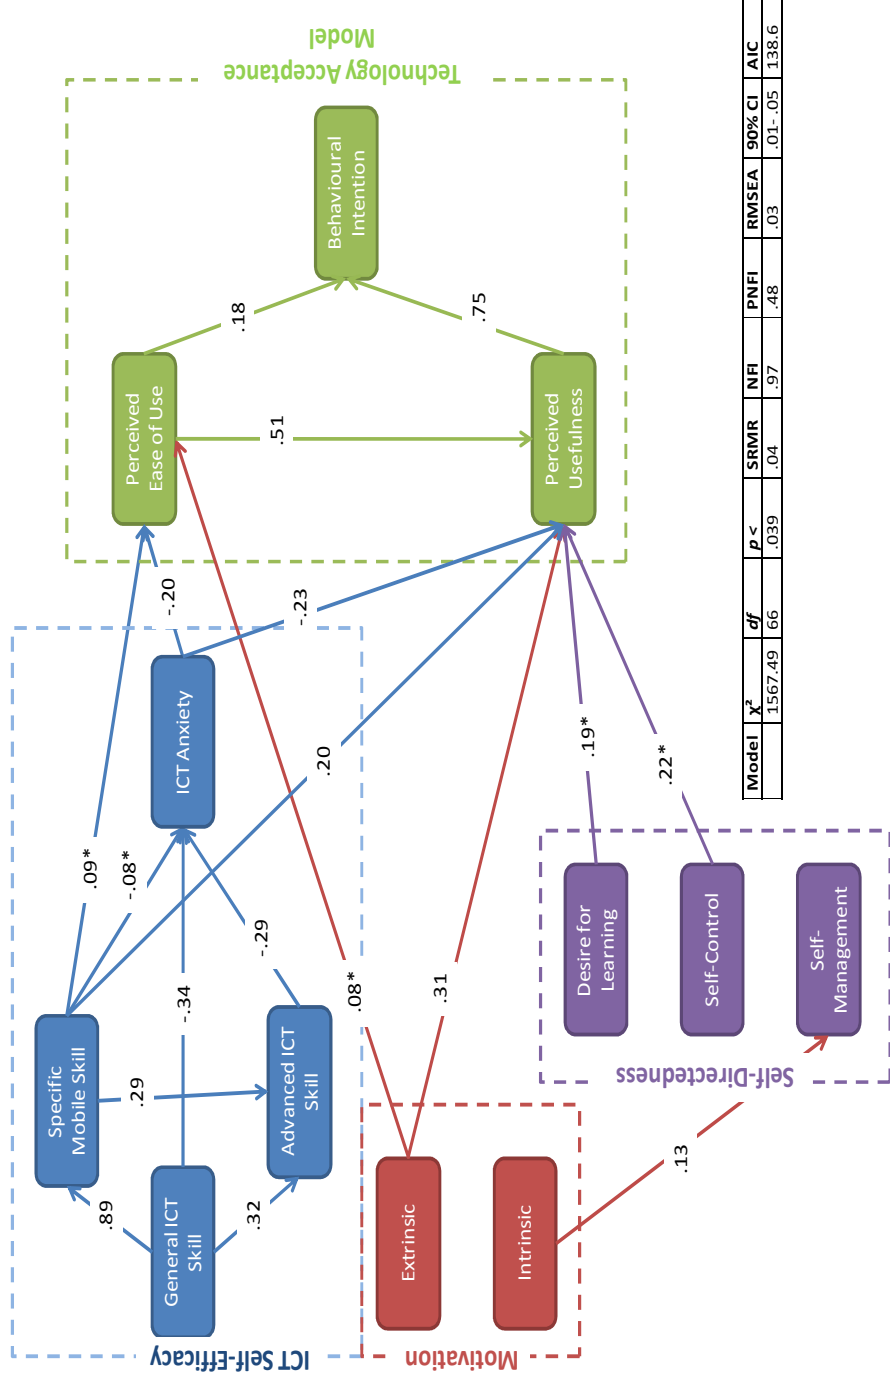 Technology Acceptance
Model
Perceived
Ease of Use
Behavioural
Intention
Perceived
Usefulness
.18
.75
.51
-.20
-.23
.20
.09*
-.08*
-.34
-.29
.29
.89
.32
ICT Anxiety
Specific
Mobile Skill
Advanced ICT
Skill
General ICT
Skill
ICT Self-Efficacy
.08*
.31
Extrinsic
Intrinsic
Motivation
.13
.19*
.22*
Desire for
Learning
Self-Control
Self-
Management
Self-Directedness
Model χ² df p < SRMR NFI PNFI RMSEA 90% CI AIC
1567.49 66 .039 .04 .97 .48 .03 .01-.05 138.6